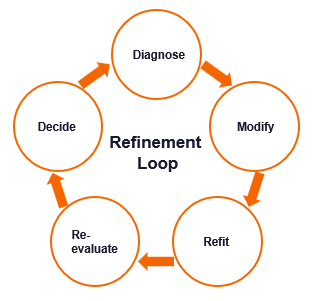 Diagnose
Modify
Refit
Re-
evaluate
Decide
Refinement
Loop